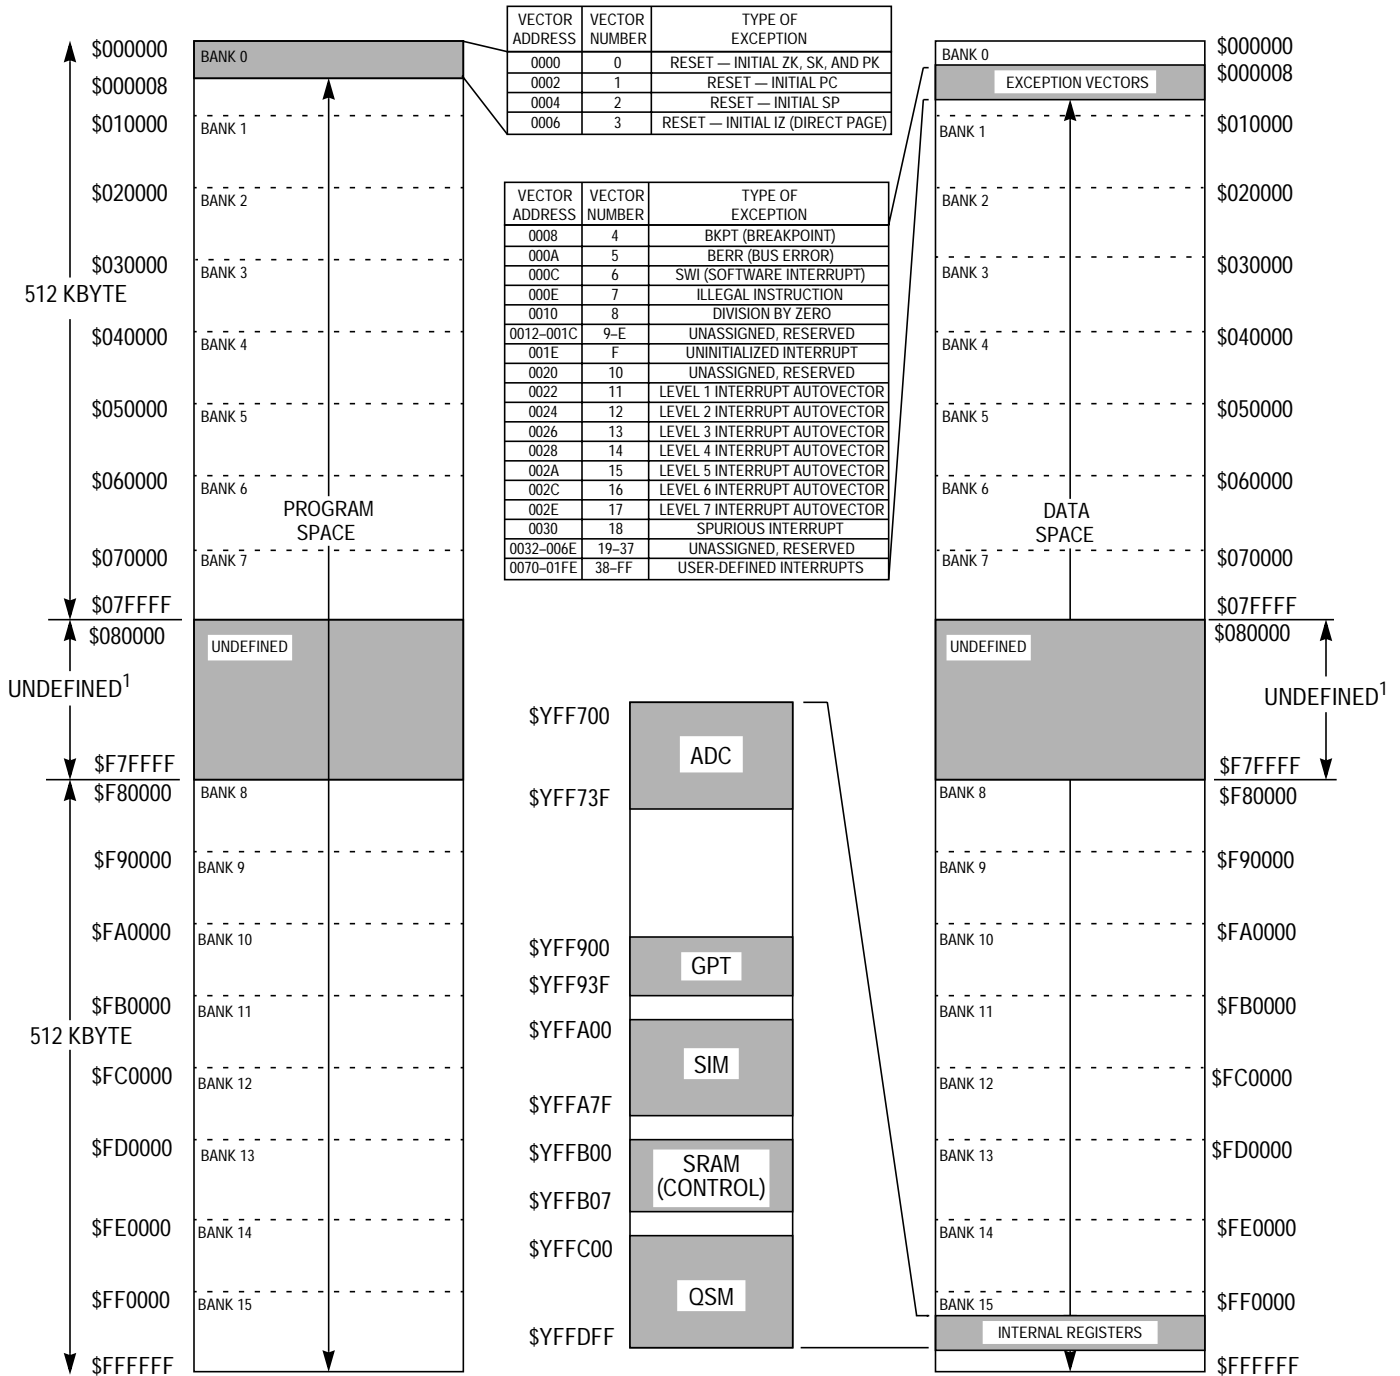 $000000
$000008
$010000
$020000
$030000
512 KBYTE
$040000
$050000
$060000
$070000
$07FFFF
$080000
UNDEFINED1
$F7FFFF
$F80000
$F90000
$FA0000
$FB0000
512 KBYTE
$FC0000
$FD0000
$FE0000
$FF0000
$FFFFFF
BANK 0
BANK 1
BANK 2
BANK 3
BANK 4
BANK 5
BANK 6
PROGRAM
SPACE
BANK 7
UNDEFINED
BANK 8
BANK 9
BANK 10
BANK 11
BANK 12
BANK 13
BANK 14
BANK 15
VECTOR VECTOR TYPE OF
ADDRESS NUMBER EXCEPTION
0000 0 RESET — INITIAL ZK, SK, AND PK
0002 1 RESET — INITIAL PC
0004 2 RESET — INITIAL SP
0006 3 RESET — INITIAL IZ (DIRECT PAGE)
VECTOR VECTOR TYPE OF
ADDRESS NUMBER EXCEPTION
0008 4 BKPT (BREAKPOINT)
000A 5 BERR (BUS ERROR)
000C 6 SWI (SOFTWARE INTERRUPT)
000E 7 ILLEGAL INSTRUCTION
0010 8 DIVISION BY ZERO
0012–001C 9–E UNASSIGNED, RESERVED
001E F UNINITIALIZED INTERRUPT
0020 10 UNASSIGNED, RESERVED
0022 11 LEVEL 1 INTERRUPT AUTOVECTOR
0024 12 LEVEL 2 INTERRUPT AUTOVECTOR
0026 13 LEVEL 3 INTERRUPT AUTOVECTOR
0028 14 LEVEL 4 INTERRUPT AUTOVECTOR
002A 15 LEVEL 5 INTERRUPT AUTOVECTOR
002C 16 LEVEL 6 INTERRUPT AUTOVECTOR
002E 17 LEVEL 7 INTERRUPT AUTOVECTOR
0030 18 SPURIOUS INTERRUPT
0032–006E 19–37 UNASSIGNED, RESERVED
0070–01FE 38–FF USER-DEFINED INTERRUPTS
$YFF700
ADC
$YFF73F
$YFF900
GPT
$YFF93F
$YFFA00
SIM
$YFFA7F
$YFFB00
SRAM
(CONTROL)
$YFFB07
$YFFC00
QSM
$YFFDFF
BANK 0
EXCEPTION VECTORS
BANK 1
BANK 2
BANK 3
BANK 4
BANK 5
BANK 6
DATA
SPACE
BANK 7
UNDEFINED
BANK 8
BANK 9
BANK 10
BANK 11
BANK 12
BANK 13
BANK 14
BANK 15
INTERNAL REGISTERS
$000000
$000008
$010000
$020000
$030000
$040000
$050000
$060000
$070000
$07FFFF
$080000
UNDEFINED1
$F7FFFF
$F80000
$F90000
$FA0000
$FB0000
$FC0000
$FD0000
$FE0000
$FF0000
$FFFFFF